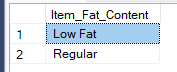 Item_Fat_Content
1 Low Fat
2 Regular